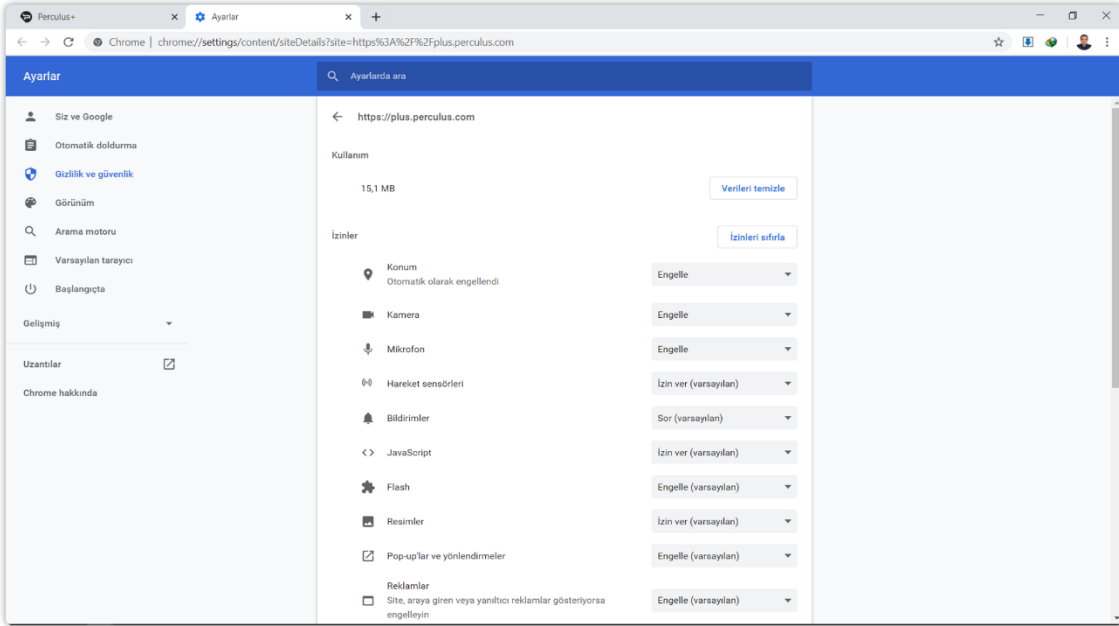 Perculus+
Ayarlar
Chrome | chrome://settings/content/siteDetails?site=https%3A%2F%2Fplus.perculus.com
Ayarlar
Ayarlarda ara
Siz ve Google
Otomatik doldurma
Gizlilik ve güvenlik
Görünüm
Arama motoru
Varsayılan tarayıcı
Başlangıçta
Gelişmiş
Uzantılar
Chrome hakkında
https://plus.perculus.com
Kullanım
15,1 MB
Verileri temizle
İzinler
İzinleri sıfırla
Konum
Otomatik olarak engellendi
Engelle
Kamera
Engelle
Mikrofon
Engelle
Hareket sensörleri
İzin ver (varsayılan)
Bildirimler
Sor (varsayılan)
JavaScript
İzin ver (varsayılan)
Flash
Engelle (varsayılan)
Resimler
İzin ver (varsayılan)
Pop-up'lar ve yönlendirmeler
Engelle (varsayılan)
Reklamlar
Site, araya giren veya yanıltıcı reklamlar gösteriyorsa
engelleyin
Engelle (varsayılan)